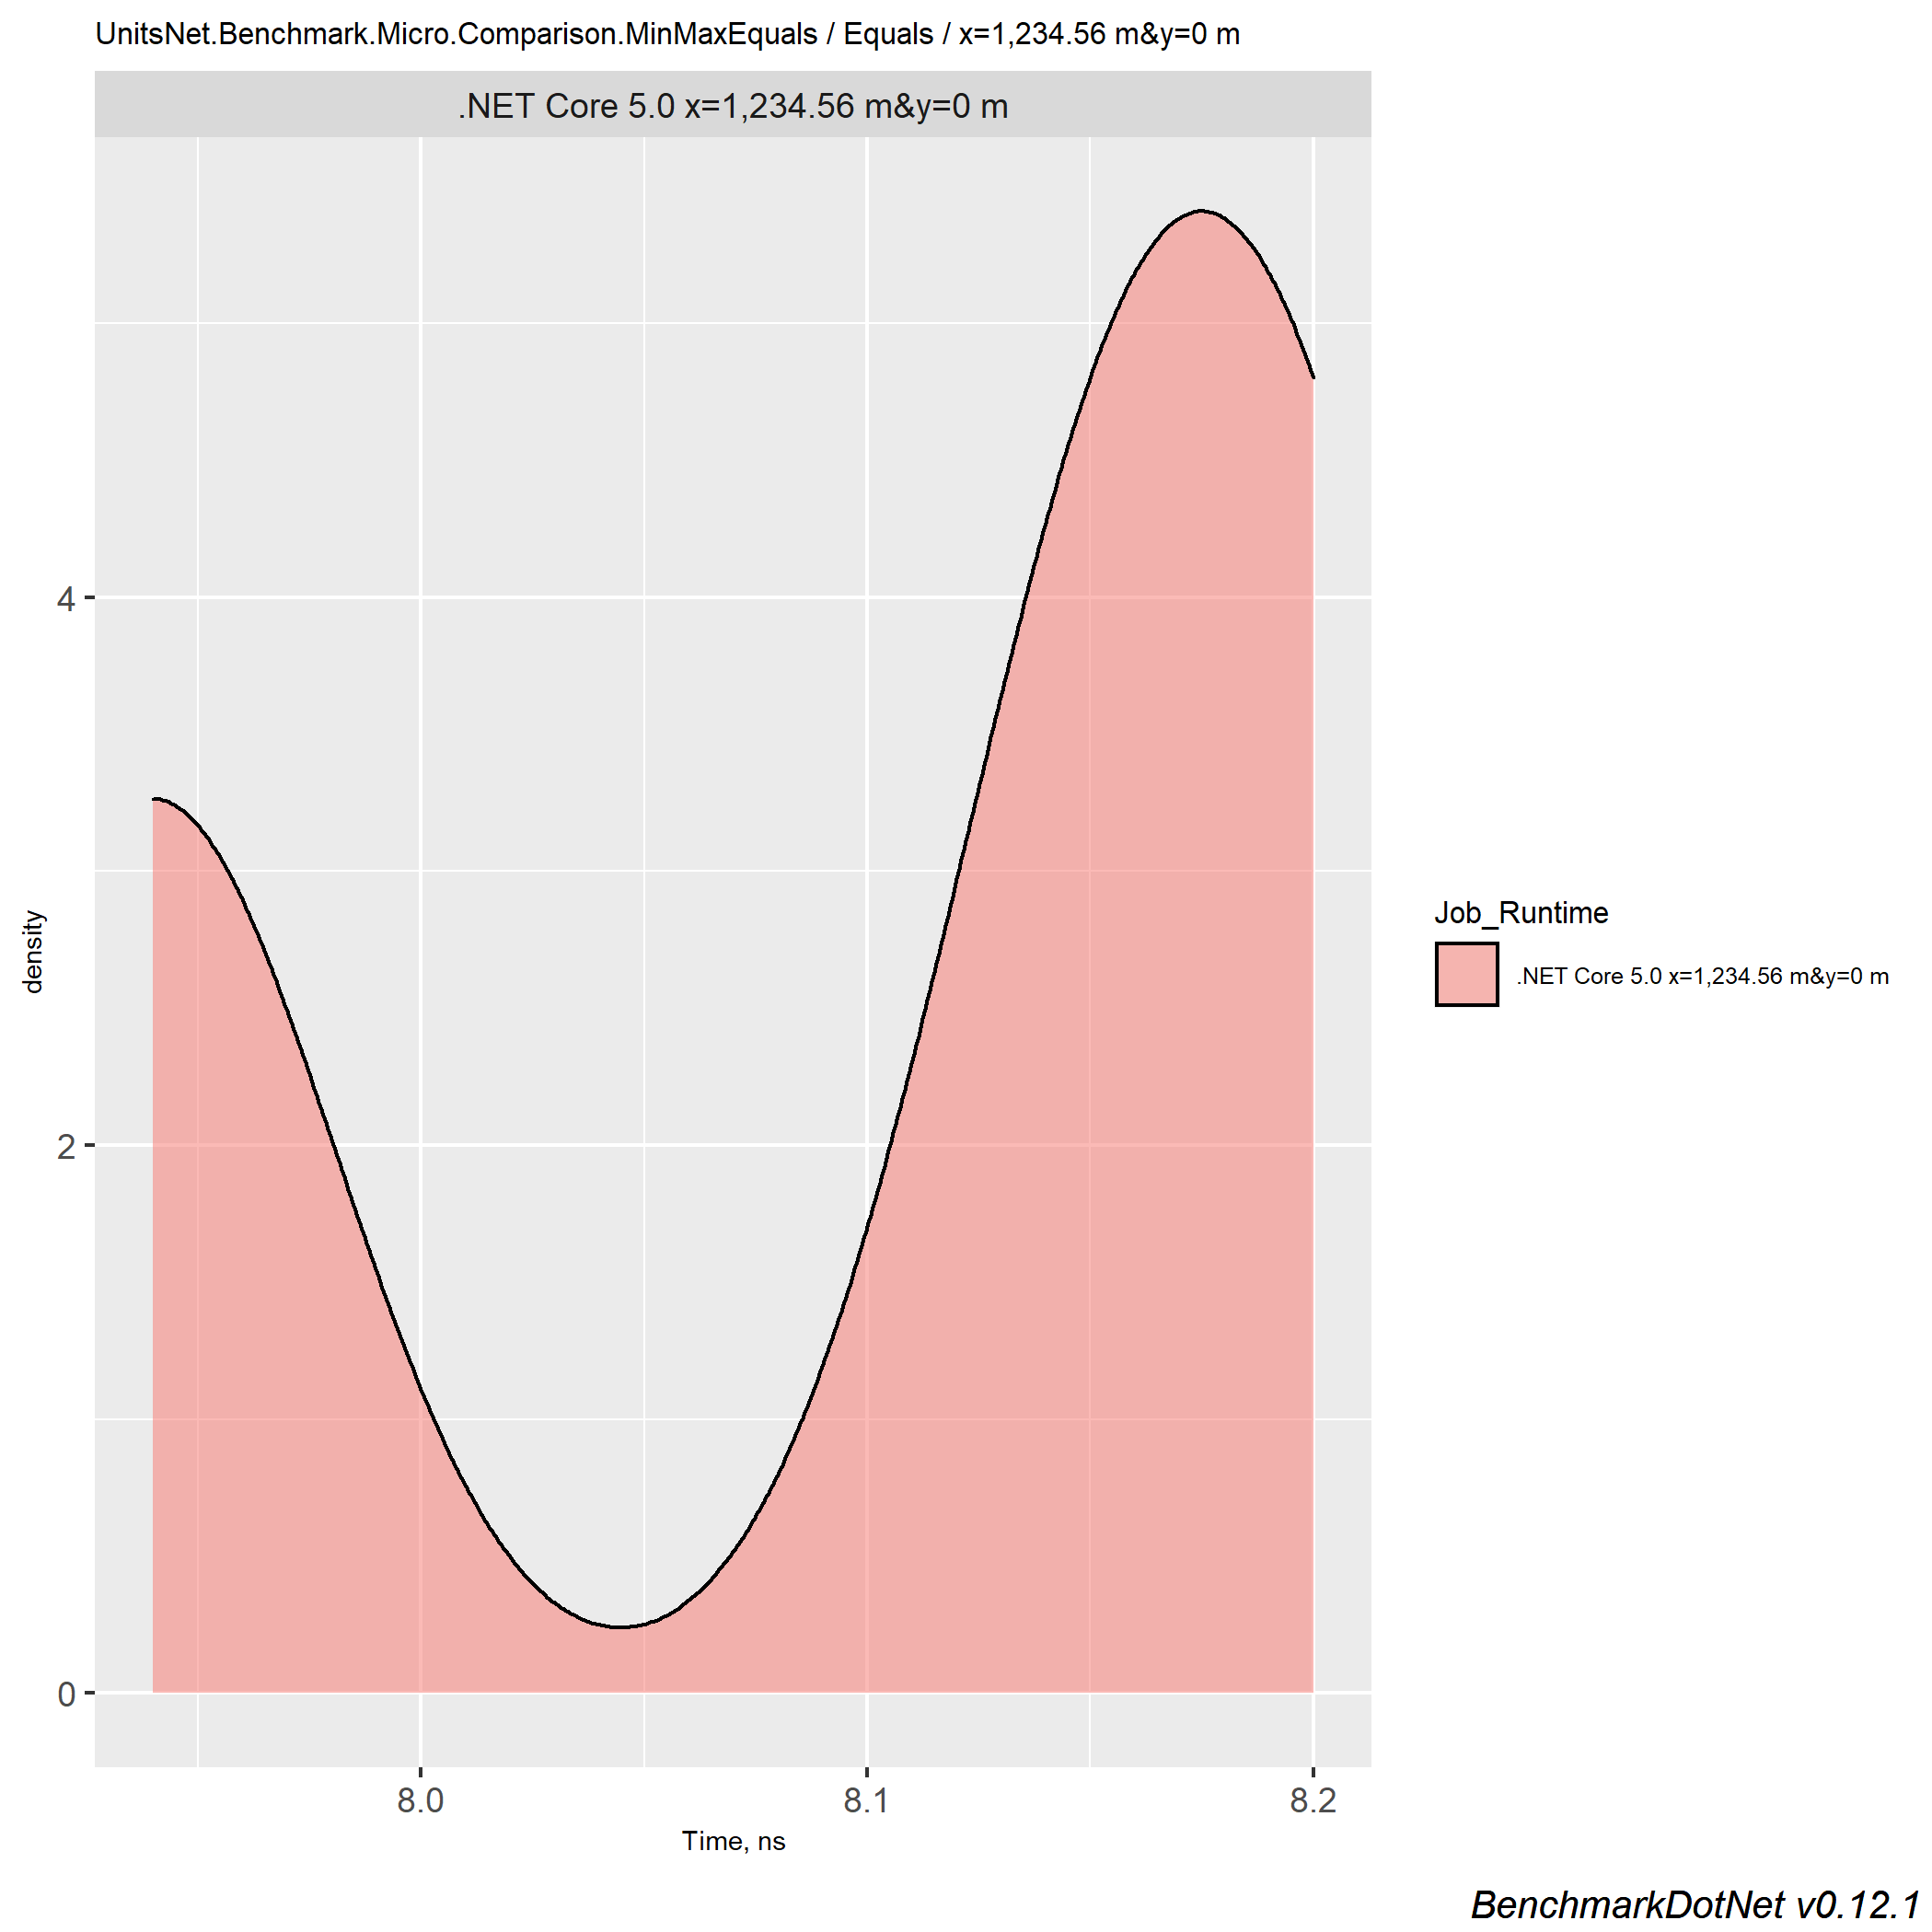 UnitsNet.Benchmark.Micro.Comparison.MinMaxEquals / Equals / x=1,234.56 m&y=0 m
.NET Core 5.0 x=1,234.56 m&y=0 m
4
2
0
density
8.0
8.1
8.2
Time, ns
Job_Runtime
.NET Core 5.0 x=1,234.56 m&y=0 m
BenchmarkDotNet v0.12.1